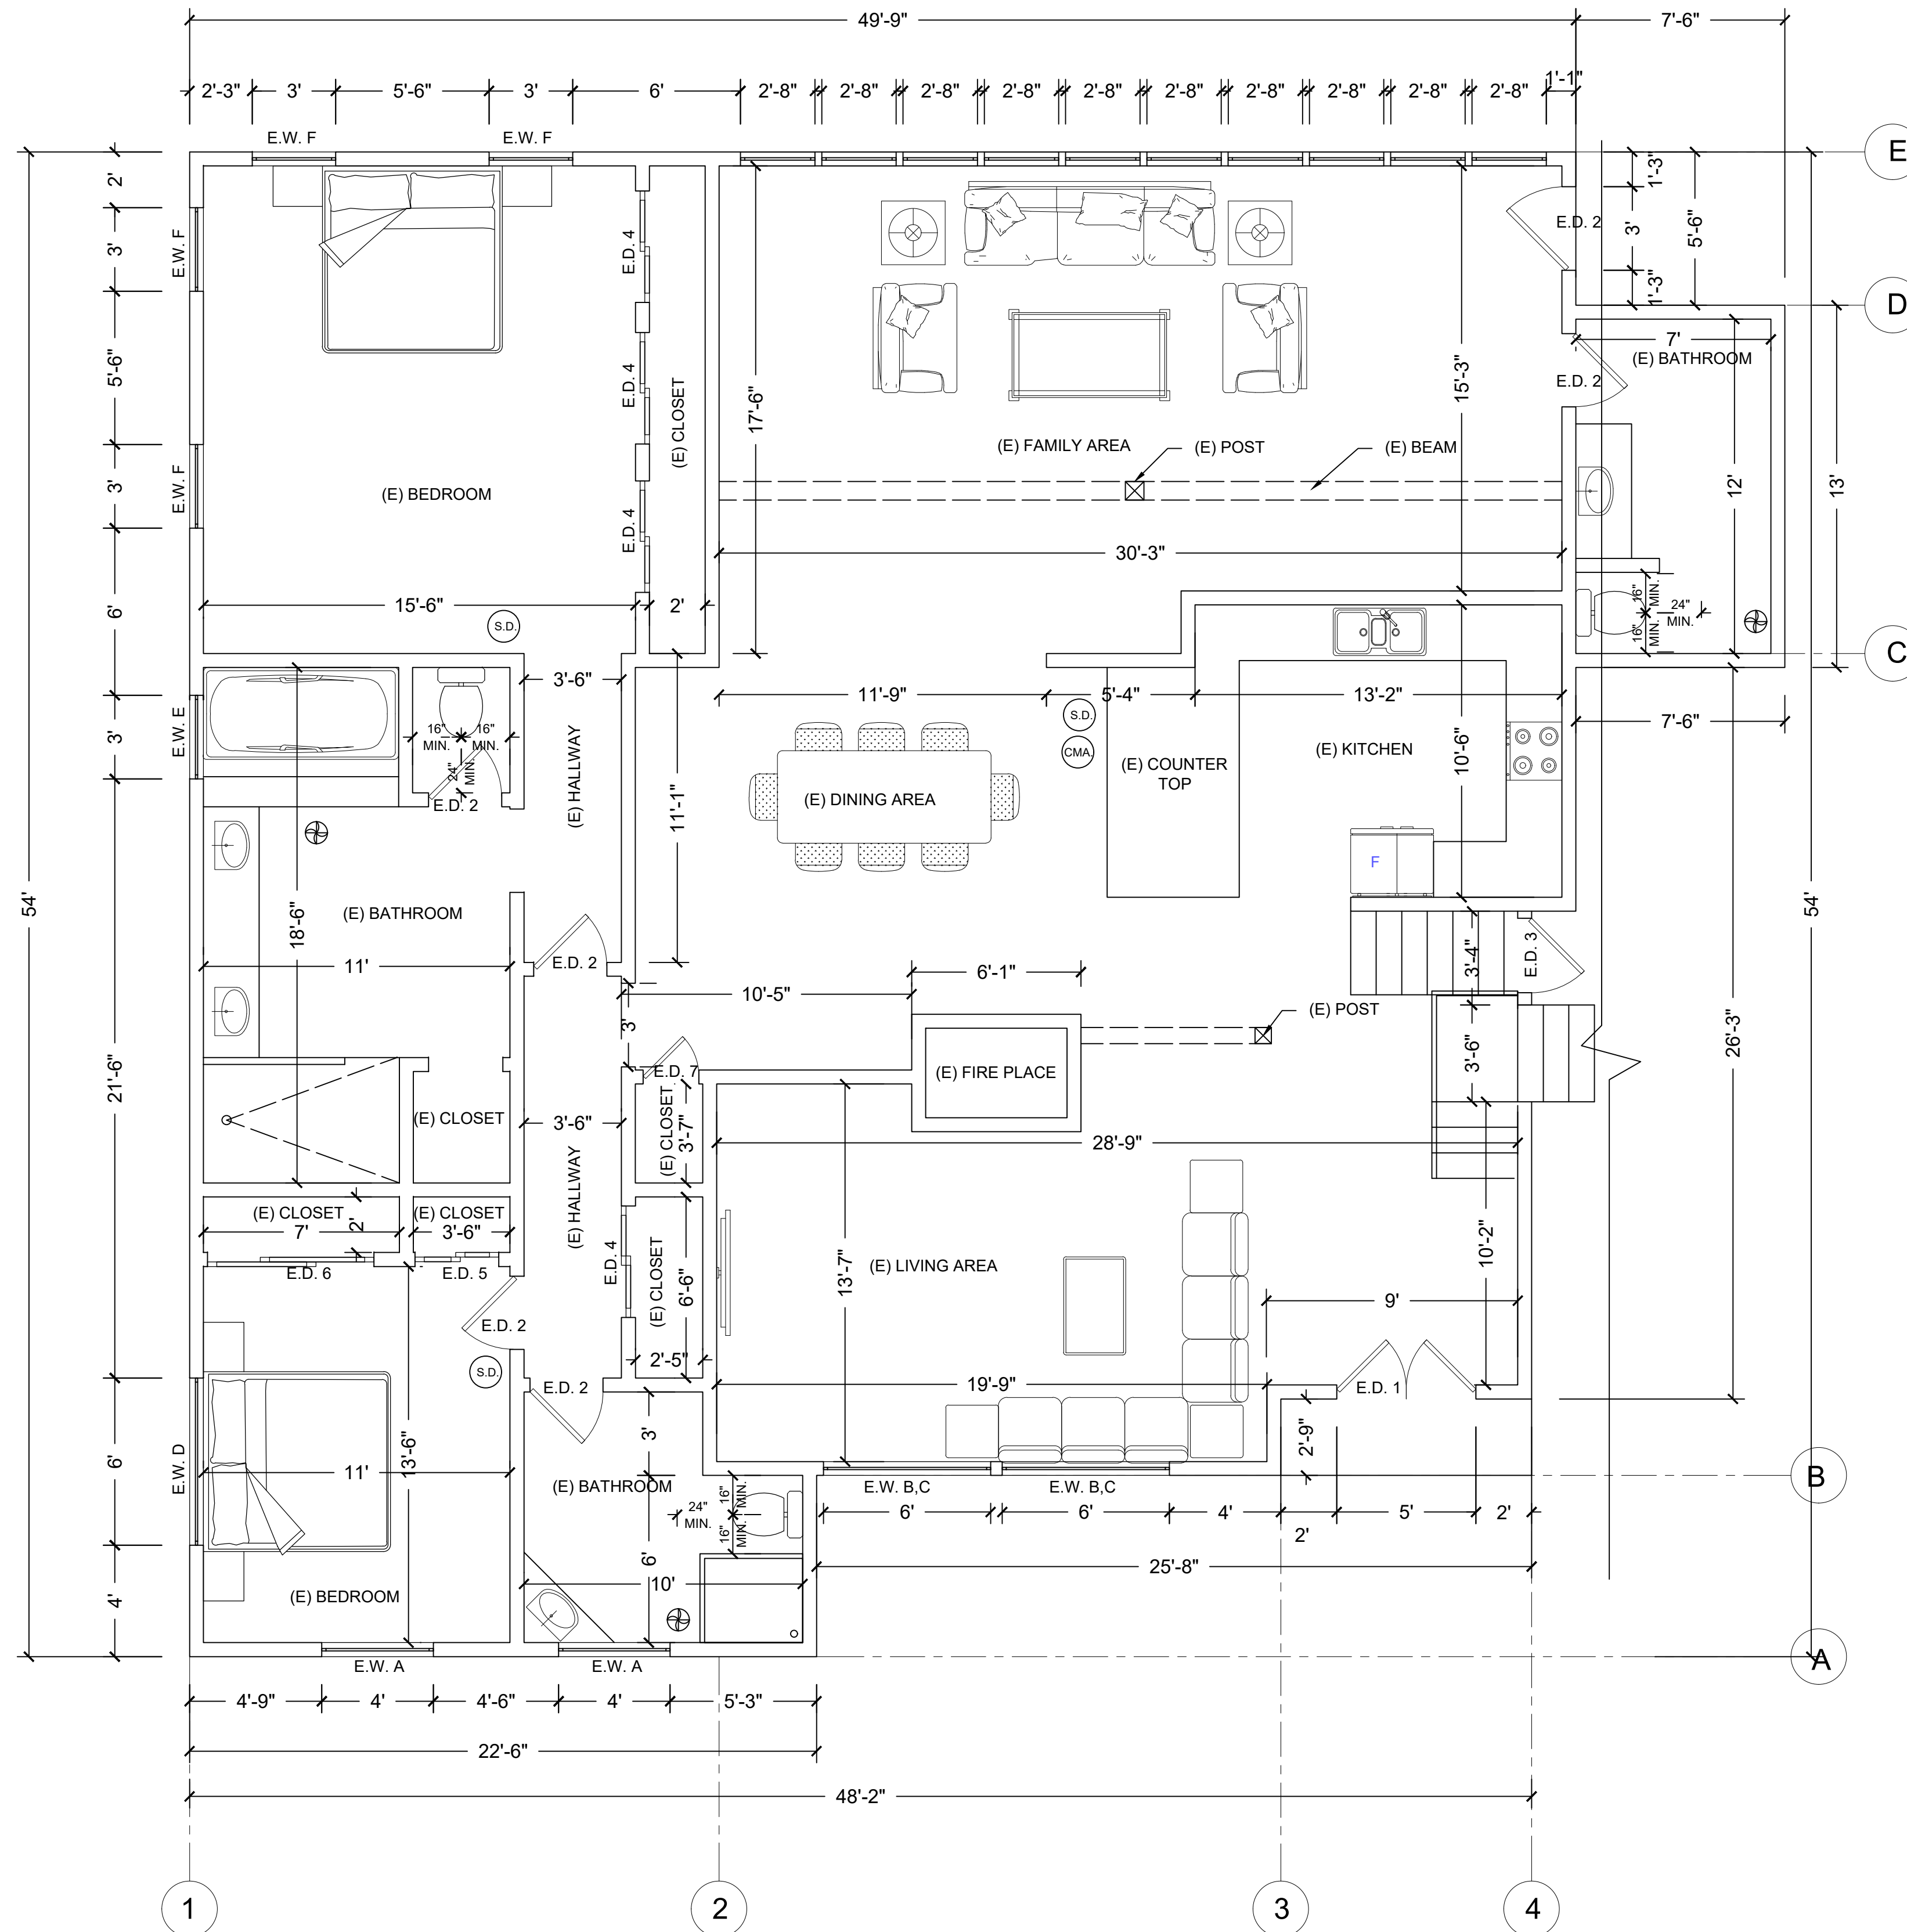 49'-9"
7'-6"
2'-3"
3'
5'-6"
3'
6'
2'-8"
2'-8"
2'-8"
2'-8"
2'-8"
2'-8"
2'-8"
2'-8"
2'-8"
2'-8"
1'-1"
E.W. F
E.W. F
E
2'
1'-3"
3'
E.W. F
E.D. 4
E.D. 2
3'
5'-6"
1'-3"
D
5'-6"
7'
(E) BATHROOM
E.D. 4
(E) CLOSET
17'-6"
15'-3"
E.D. 2
(E) FAMILY AREA
(E) POST
(E) BEAM
3'
E.W. F
(E) BEDROOM
12'
13'
E.D. 4
30'-3"
6'
15'-6"
2'
S.D.
16"
MIN.
24"
MIN.
16"
MIN.
C
3'-6"
11'-9"
5'-4"
13'-2"
7'-6"
3'
E.W. E
16"
MIN.
16"
MIN.
24"
MIN.
E.D. 2
(E) HALLWAY
11'-1"
S.D.
CMA.
(E) DINING AREA
(E) COUNTER
TOP
(E) KITCHEN
10'-6"
F
54'
54'
18'-6"
(E) BATHROOM
11'
E.D. 2
10'-5"
6'-1"
3'-4"
E.D. 3
3'
(E) POST
3'-6"
26'-3"
21'-6"
E.D. 7
(E) FIRE PLACE
(E) CLOSET
3'-6"
(E) CLOSET
3'-7"
28'-9"
(E) HALLWAY
(E) CLOSET
7'
2'
(E) CLOSET
3'-6"
E.D. 6
E.D. 5
E.D. 4
(E) CLOSET
6'-6"
13'-7"
(E) LIVING AREA
10'-2"
9'
E.D. 2
S.D.
2'-5"
E.D. 2
19'-9"
E.D. 1
2'-9"
6'
E.W. D
11'
13'-6"
3'
(E) BATHROOM
24"
MIN.
16"
MIN.
16"
MIN.
E.W. B,C
E.W. B,C
B
6'
6'
4'
2'
5'
2'
25'-8"
4'
(E) BEDROOM
6'
10'
E.W. A
E.W. A
A
4'-9"
4'
4'-6"
4'
5'-3"
22'-6"
48'-2"
1
2
3
4